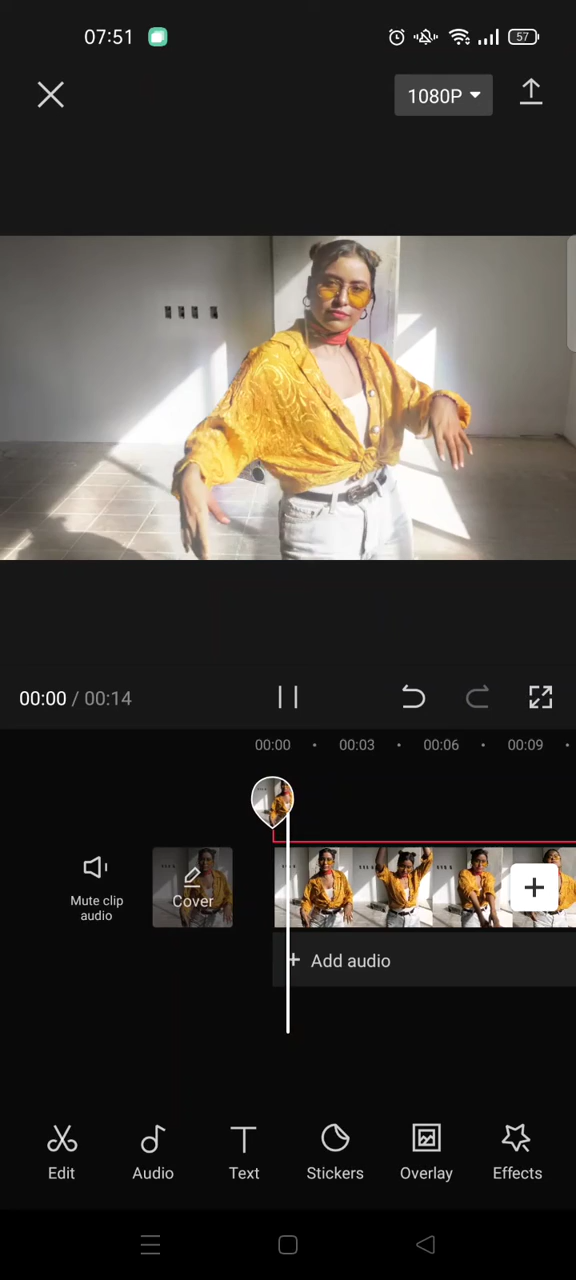 07:51
57
1080P
00:00 / 00:14
00:00 00:03 00:06 00:09
Mute clip
audio
Cover
Add audio
Edit Audio Text Stickers Overlay Effects